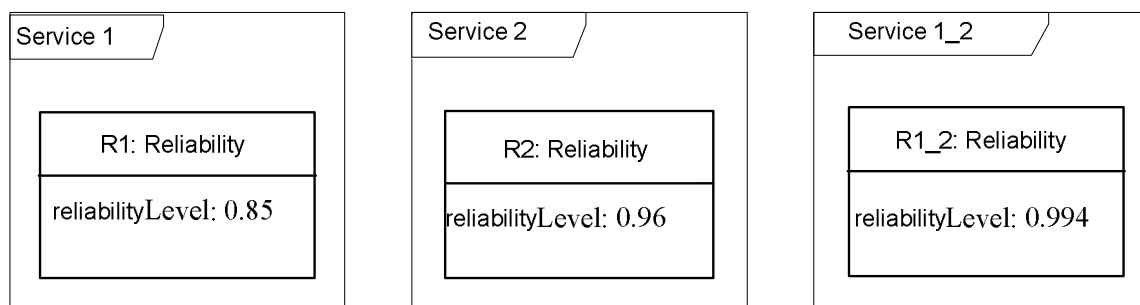 Service 1
R1: Reliability
reliabilityLevel: 0.85
Service 2
R2: Reliability
reliabilityLevel: 0.96
Service 1_2
R1_2: Reliability
reliabilityLevel: 0.994